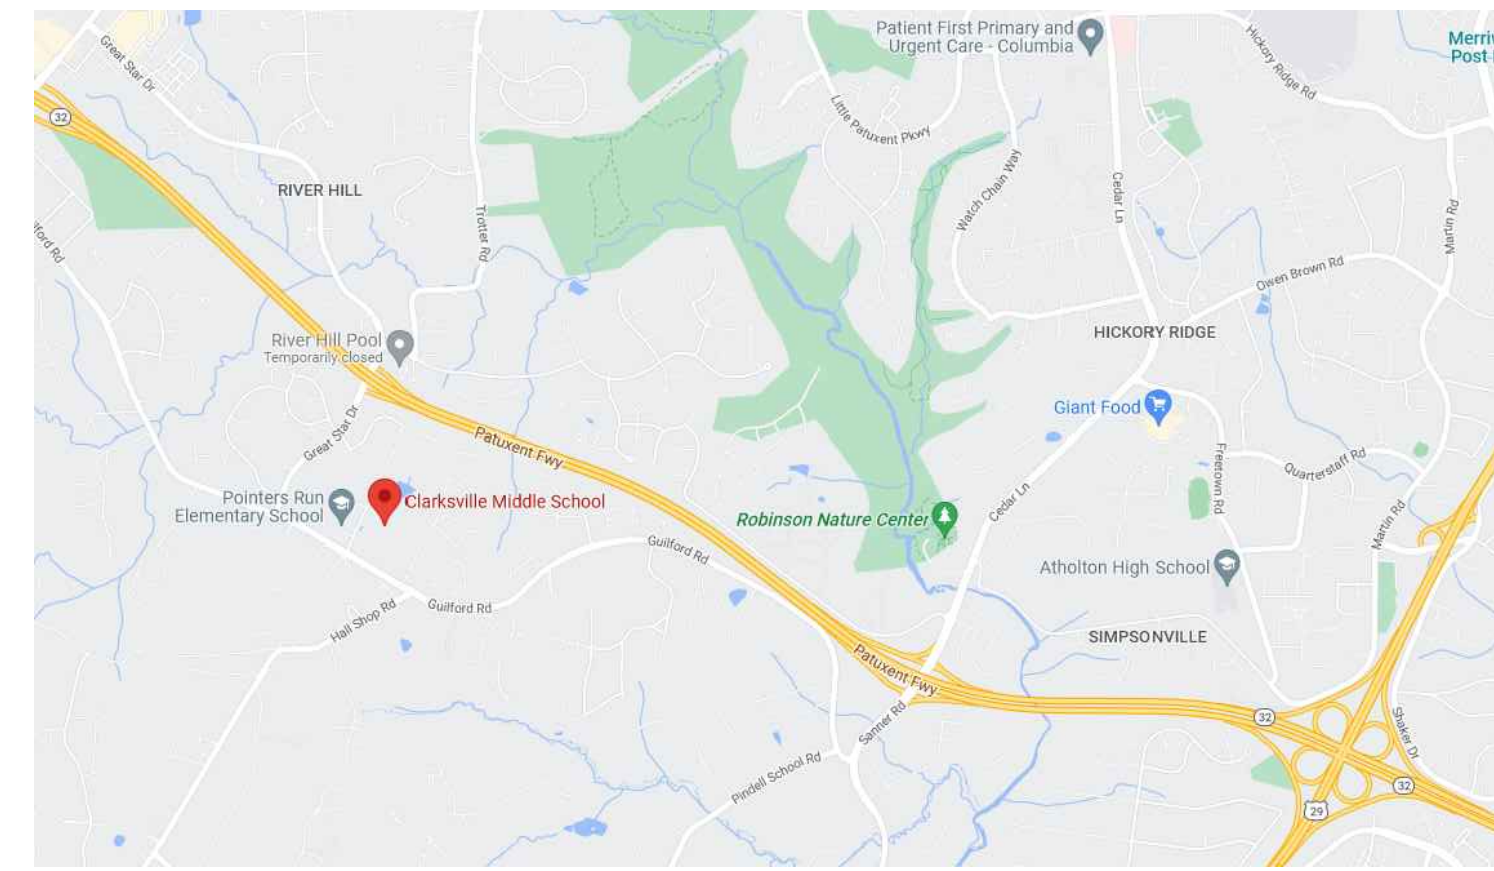 Patient First Primary and
Urgent Care - Columbia
Great Star Dr
Hickory Ridge Rd
32
Little Patuxent Pkwy
RIVER HILL
Trotter Rd
Watch Chain Way
Cedar Ln
Martin Rd
Owen Brown Rd
HICKORY RIDGE
River Hill Pool
Temporarily closed
Giant Food
Great Star Dr
Patuxent Fwy
Freetown Rd
Quarterstaff Rd
Pointers Run
Elementary School
Clarksville Middle School
Cedar Ln
Robinson Nature Center
Martin Rd
Guilford Rd
Atholton High School
Hall Shop Rd
Guilford Rd
SIMPSONVILLE
Patuxent Fwy
32
Sanner Rd
Shaker Dr
Pindell School Rd
32
29